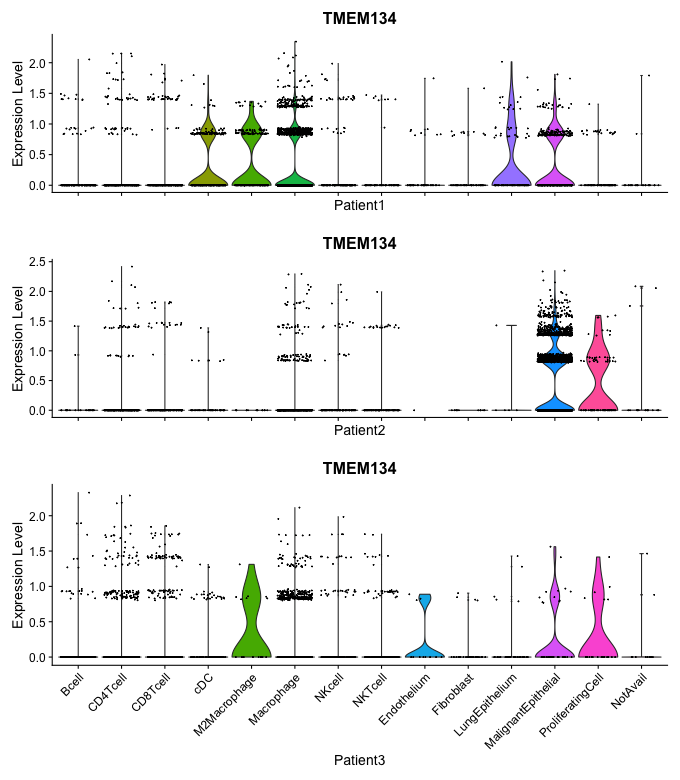 TMEM134
Expression Level
2.0
1.5
1.0
0.5
0.0
Patient1
TMEM134
Expression Level
2.5
2.0
1.5
1.0
0.5
0.0
Patient2
TMEM134
Expression Level
2.0
1.5
1.0
0.5
0.0
Bcell
CD4Tcell
CD8Tcell
cDC
M2Macrophage
Macrophage
NKcell
NKTcell
Endothelium
Fibroblast
LungEpithelium
MalignantEpithelial
ProliferatingCell
NotAvail
Patient3